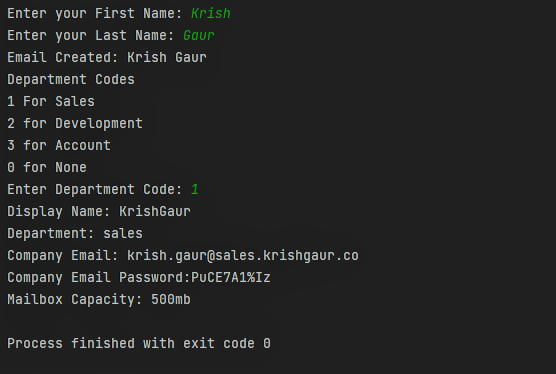 Enter your First Name: Krish
Enter your Last Name: Gaur
Email Created: Krish Gaur
Department Codes
1 For Sales
2 for Development
3 for Account
0 for None
Enter Department Code: 1
Display Name: KrishGaur
Department: sales
Company Email: krish.gaur@sales.krishgaur.co
Company Email Password:PuCE7A1%Iz
Mailbox Capacity: 500mb
Process finished with exit code 0